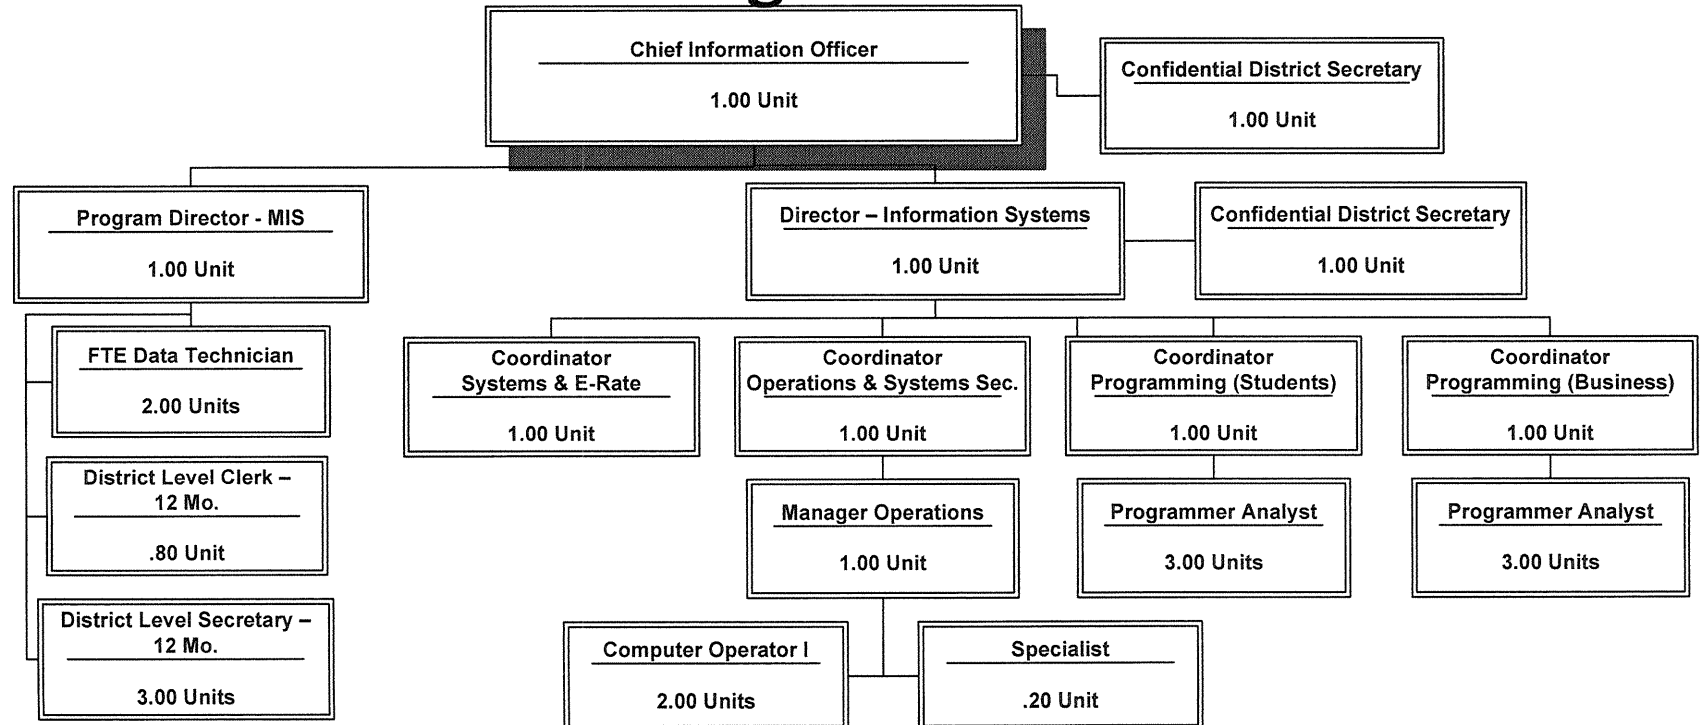 Chief Information Officer
1.00 Unit
Confidential District Secretary
1.00 Unit
Program Director - MIS
1.00 Unit
Director – Information Systems
1.00 Unit
Confidential District Secretary
1.00 Unit
FTE Data Technician
2.00 Units
District Level Clerk –
12 Mo.
.80 Unit
District Level Secretary –
12 Mo.
3.00 Units
Coordinator
Systems & E-Rate
1.00 Unit
Coordinator
Operations & Systems Sec.
1.00 Unit
Coordinator
Programming (Students)
1.00 Unit
Coordinator
Programming (Business)
1.00 Unit
Manager Operations
1.00 Unit
Programmer Analyst
3.00 Units
Programmer Analyst
3.00 Units
Computer Operator I
2.00 Units
Specialist
.20 Unit